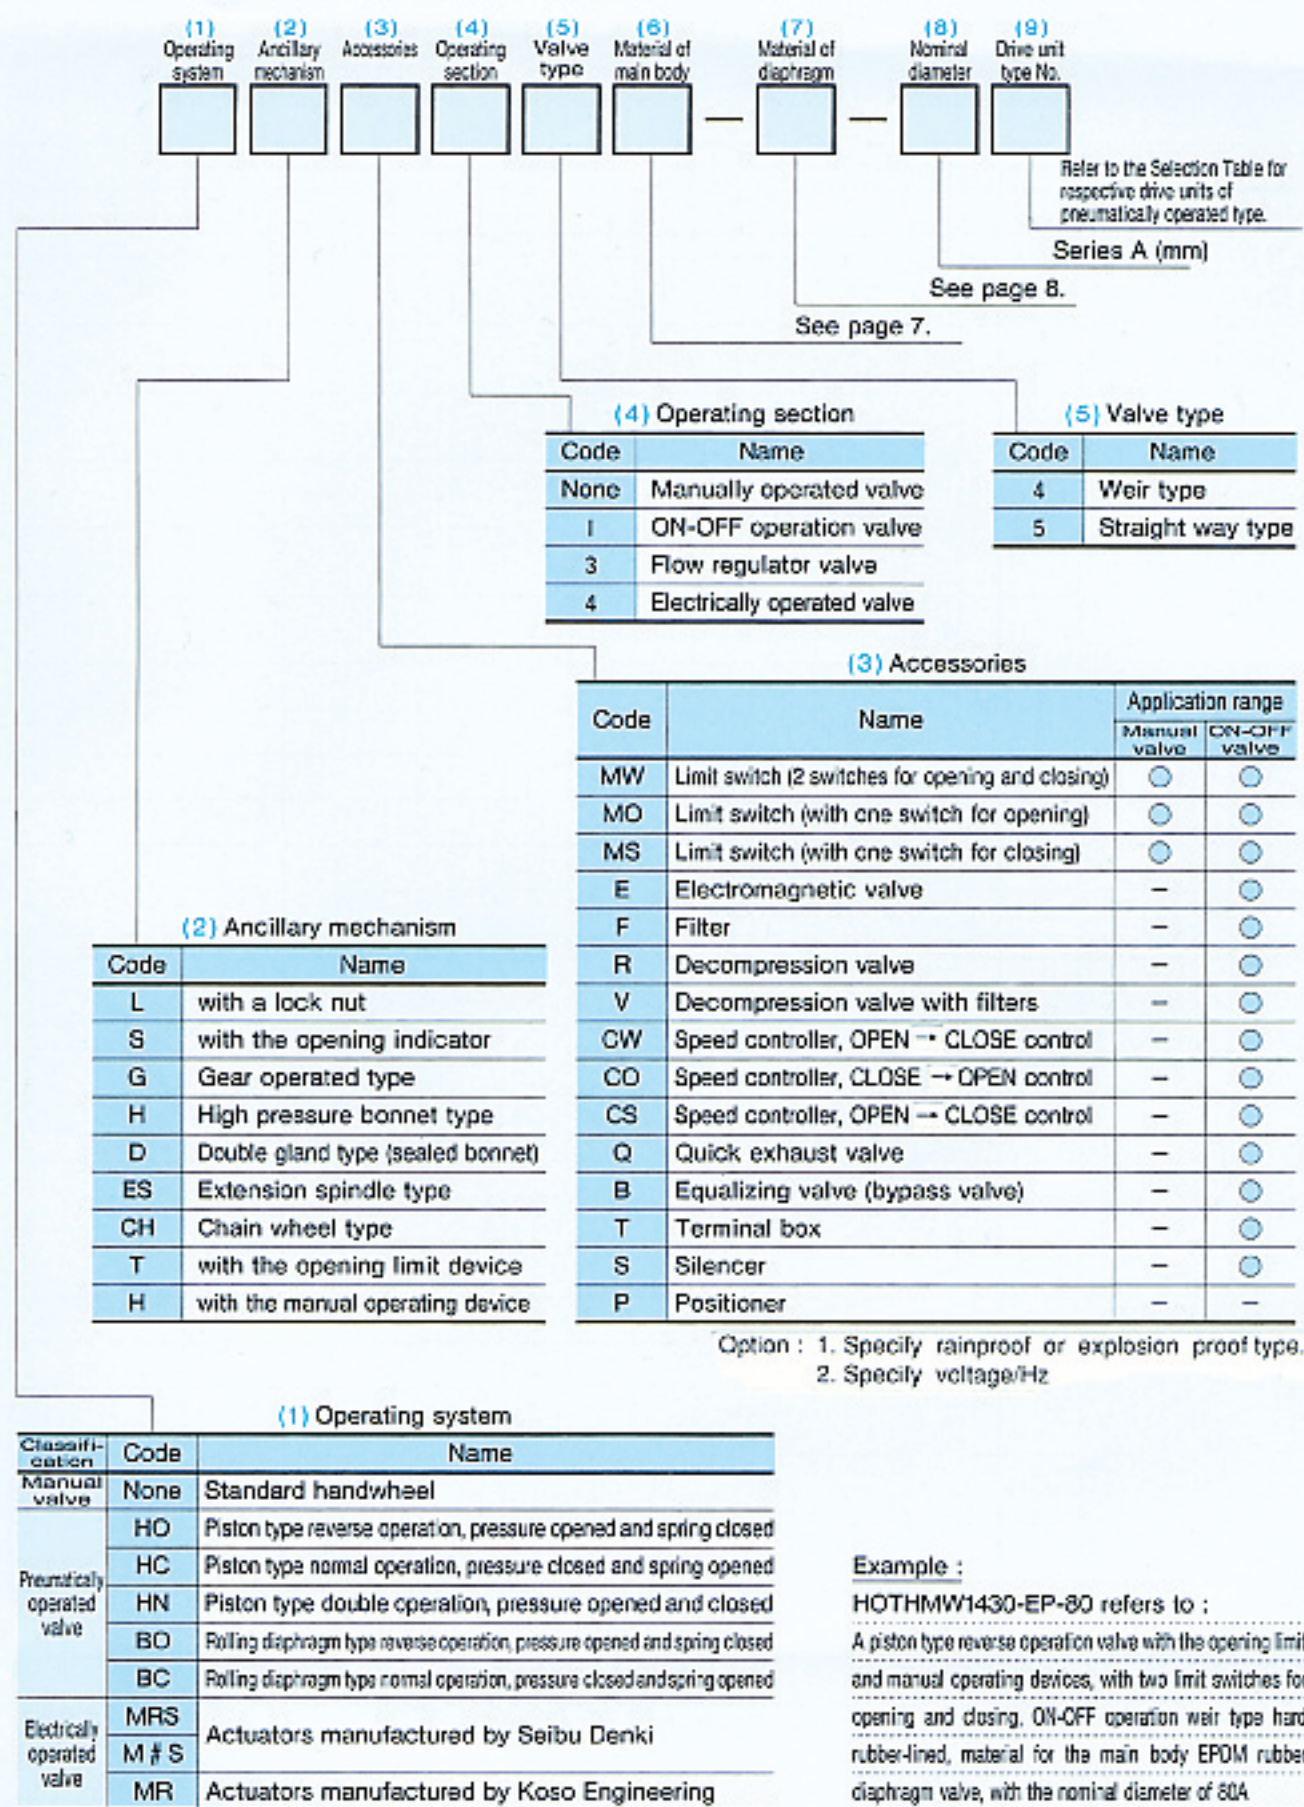 (1) (2) (3) (4) (5) (6) (7) (8) (9)
Operating system
Ancillary mechanism
Accessories
Operating section
Valve type
Material of main body
Material of diaphragm
Nominal diameter
Drive unit type No.
Refer to the Selection Table for
respective drive units of
pneumatically operated type.
Series A (mm)
See page 8.
See page 7.
(4) Operating section
Code Name
None Manually operated valve
I ON-OFF operation valve
3 Flow regulator valve
4 Electrically operated valve
(5) Valve type
Code Name
4 Weir type
5 Straight way type
(3) Accessories
Code Name Application range
Manual valve ON-OFF valve
MW Limit switch (2 switches for opening and closing) ○ ○
MO Limit switch (with one switch for opening) ○ ○
MS Limit switch (with one switch for closing) ○ ○
E Electromagnetic valve – ○
F Filter – ○
R Decompression valve – ○
V Decompression valve with filters – ○
CW Speed controller, OPEN → CLOSE control – ○
CO Speed controller, CLOSE → OPEN control – ○
CS Speed controller, OPEN → CLOSE control – ○
Q Quick exhaust valve – ○
B Equalizing valve (bypass valve) – ○
T Terminal box – ○
S Silencer – ○
P Positioner – –
Option : 1. Specify rainproof or explosion proof type.
2. Specify voltage/Hz
(2) Ancillary mechanism
Code Name
L with a lock nut
S with the opening indicator
G Gear operated type
H High pressure bonnet type
D Double gland type (sealed bonnet)
ES Extension spindle type
CH Chain wheel type
T with the opening limit device
H with the manual operating device
(1) Operating system
Classifi-cation Code Name
Manual valve None Standard handwheel
Pneumatically operated valve
HO Piston type reverse operation, pressure opened and spring closed
HC Piston type normal operation, pressure closed and spring opened
HN Piston type double operation, pressure opened and closed
BO Rolling diaphragm type reverse operation, pressure opened and spring closed
BC Rolling diaphragm type normal operation, pressure closed and spring opened
Electrically operated valve
MRS
M#S
Actuators manufactured by Seibu Denki
MR Actuators manufactured by Koso Engineering
Example :
HOTHMW1430-EP-80 refers to :
A piston type reverse operation valve with the opening limit
and manual operating devices, with two limit switches for
opening and closing, ON-OFF operation weir type hard
rubber-lined, material for the main body EPDM rubber
diaphragm valve, with the nominal diameter of 80A